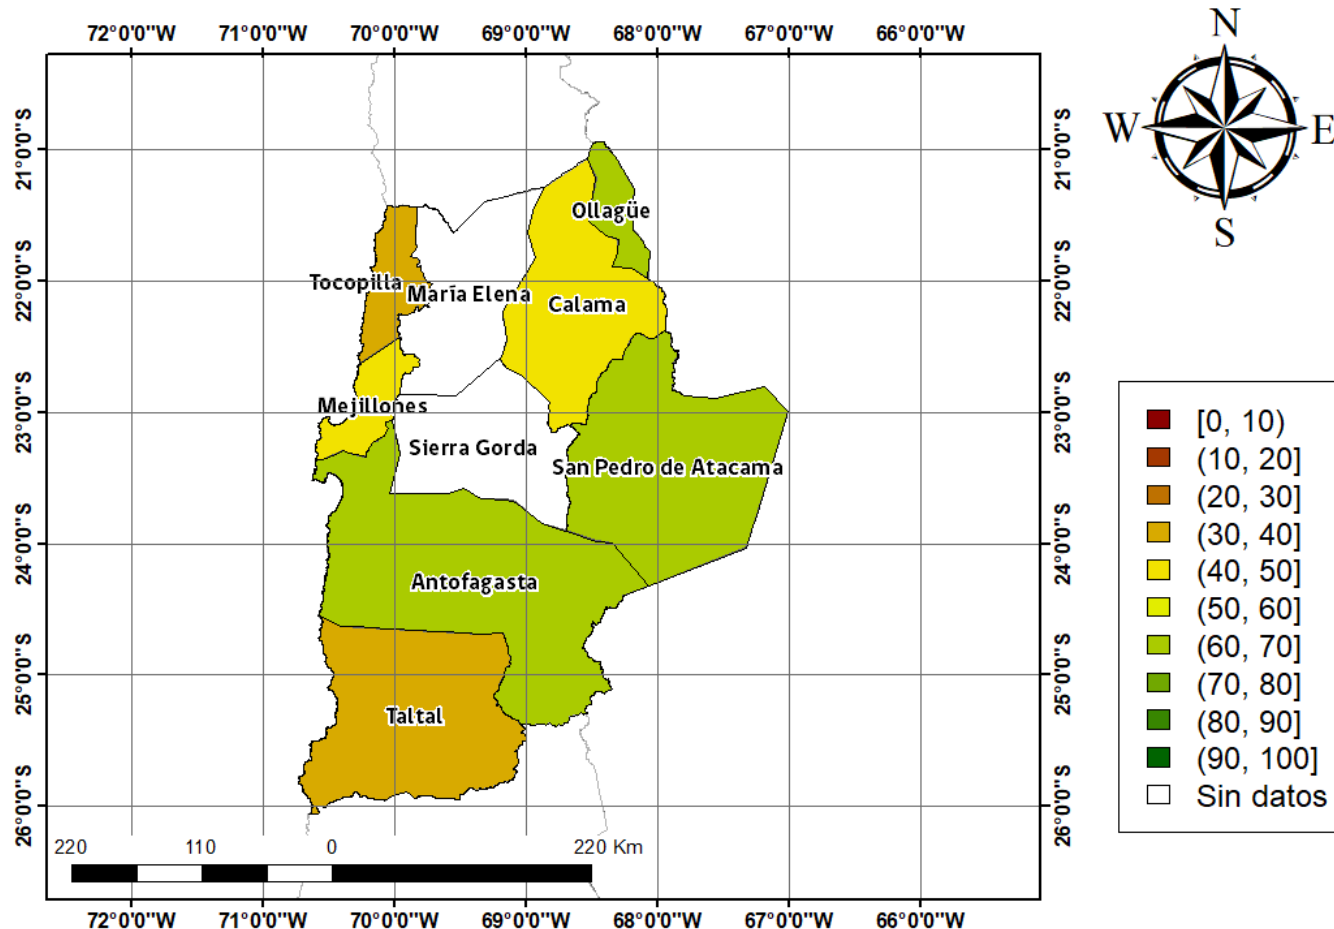 72°0'0"W 71°0'0"W 70°0'0"W 69°0'0"W 68°0'0"W 67°0'0"W 66°0'0"W
N
W E
S
21°0'0"S 21°0'0"S
Ollagüe
Tocopilla
22°0'0"S 22°0'0"S
María Elena
Calama
Mejillones
23°0'0"S 23°0'0"S
Sierra Gorda
San Pedro de Atacama
24°0'0"S 24°0'0"S
Antofagasta
25°0'0"S 25°0'0"S
Taltal
26°0'0"S 26°0'0"S
220 110 0 220 Km
72°0'0"W 71°0'0"W 70°0'0"W 69°0'0"W 68°0'0"W 67°0'0"W 66°0'0"W
[0, 10)
(10, 20]
(20, 30]
(30, 40]
(40, 50]
(50, 60]
(60, 70]
(70, 80]
(80, 90]
(90, 100]
Sin datos